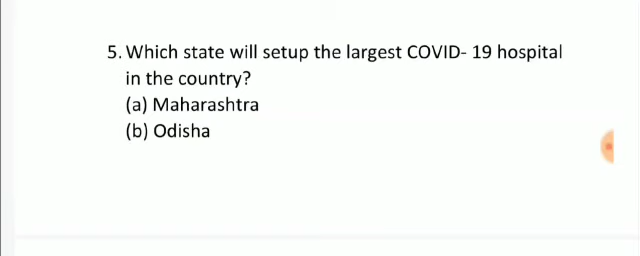 5. Which state will setup the largest COVID- 19 hospital
in the country?
(a) Maharashtra
(b) Odisha